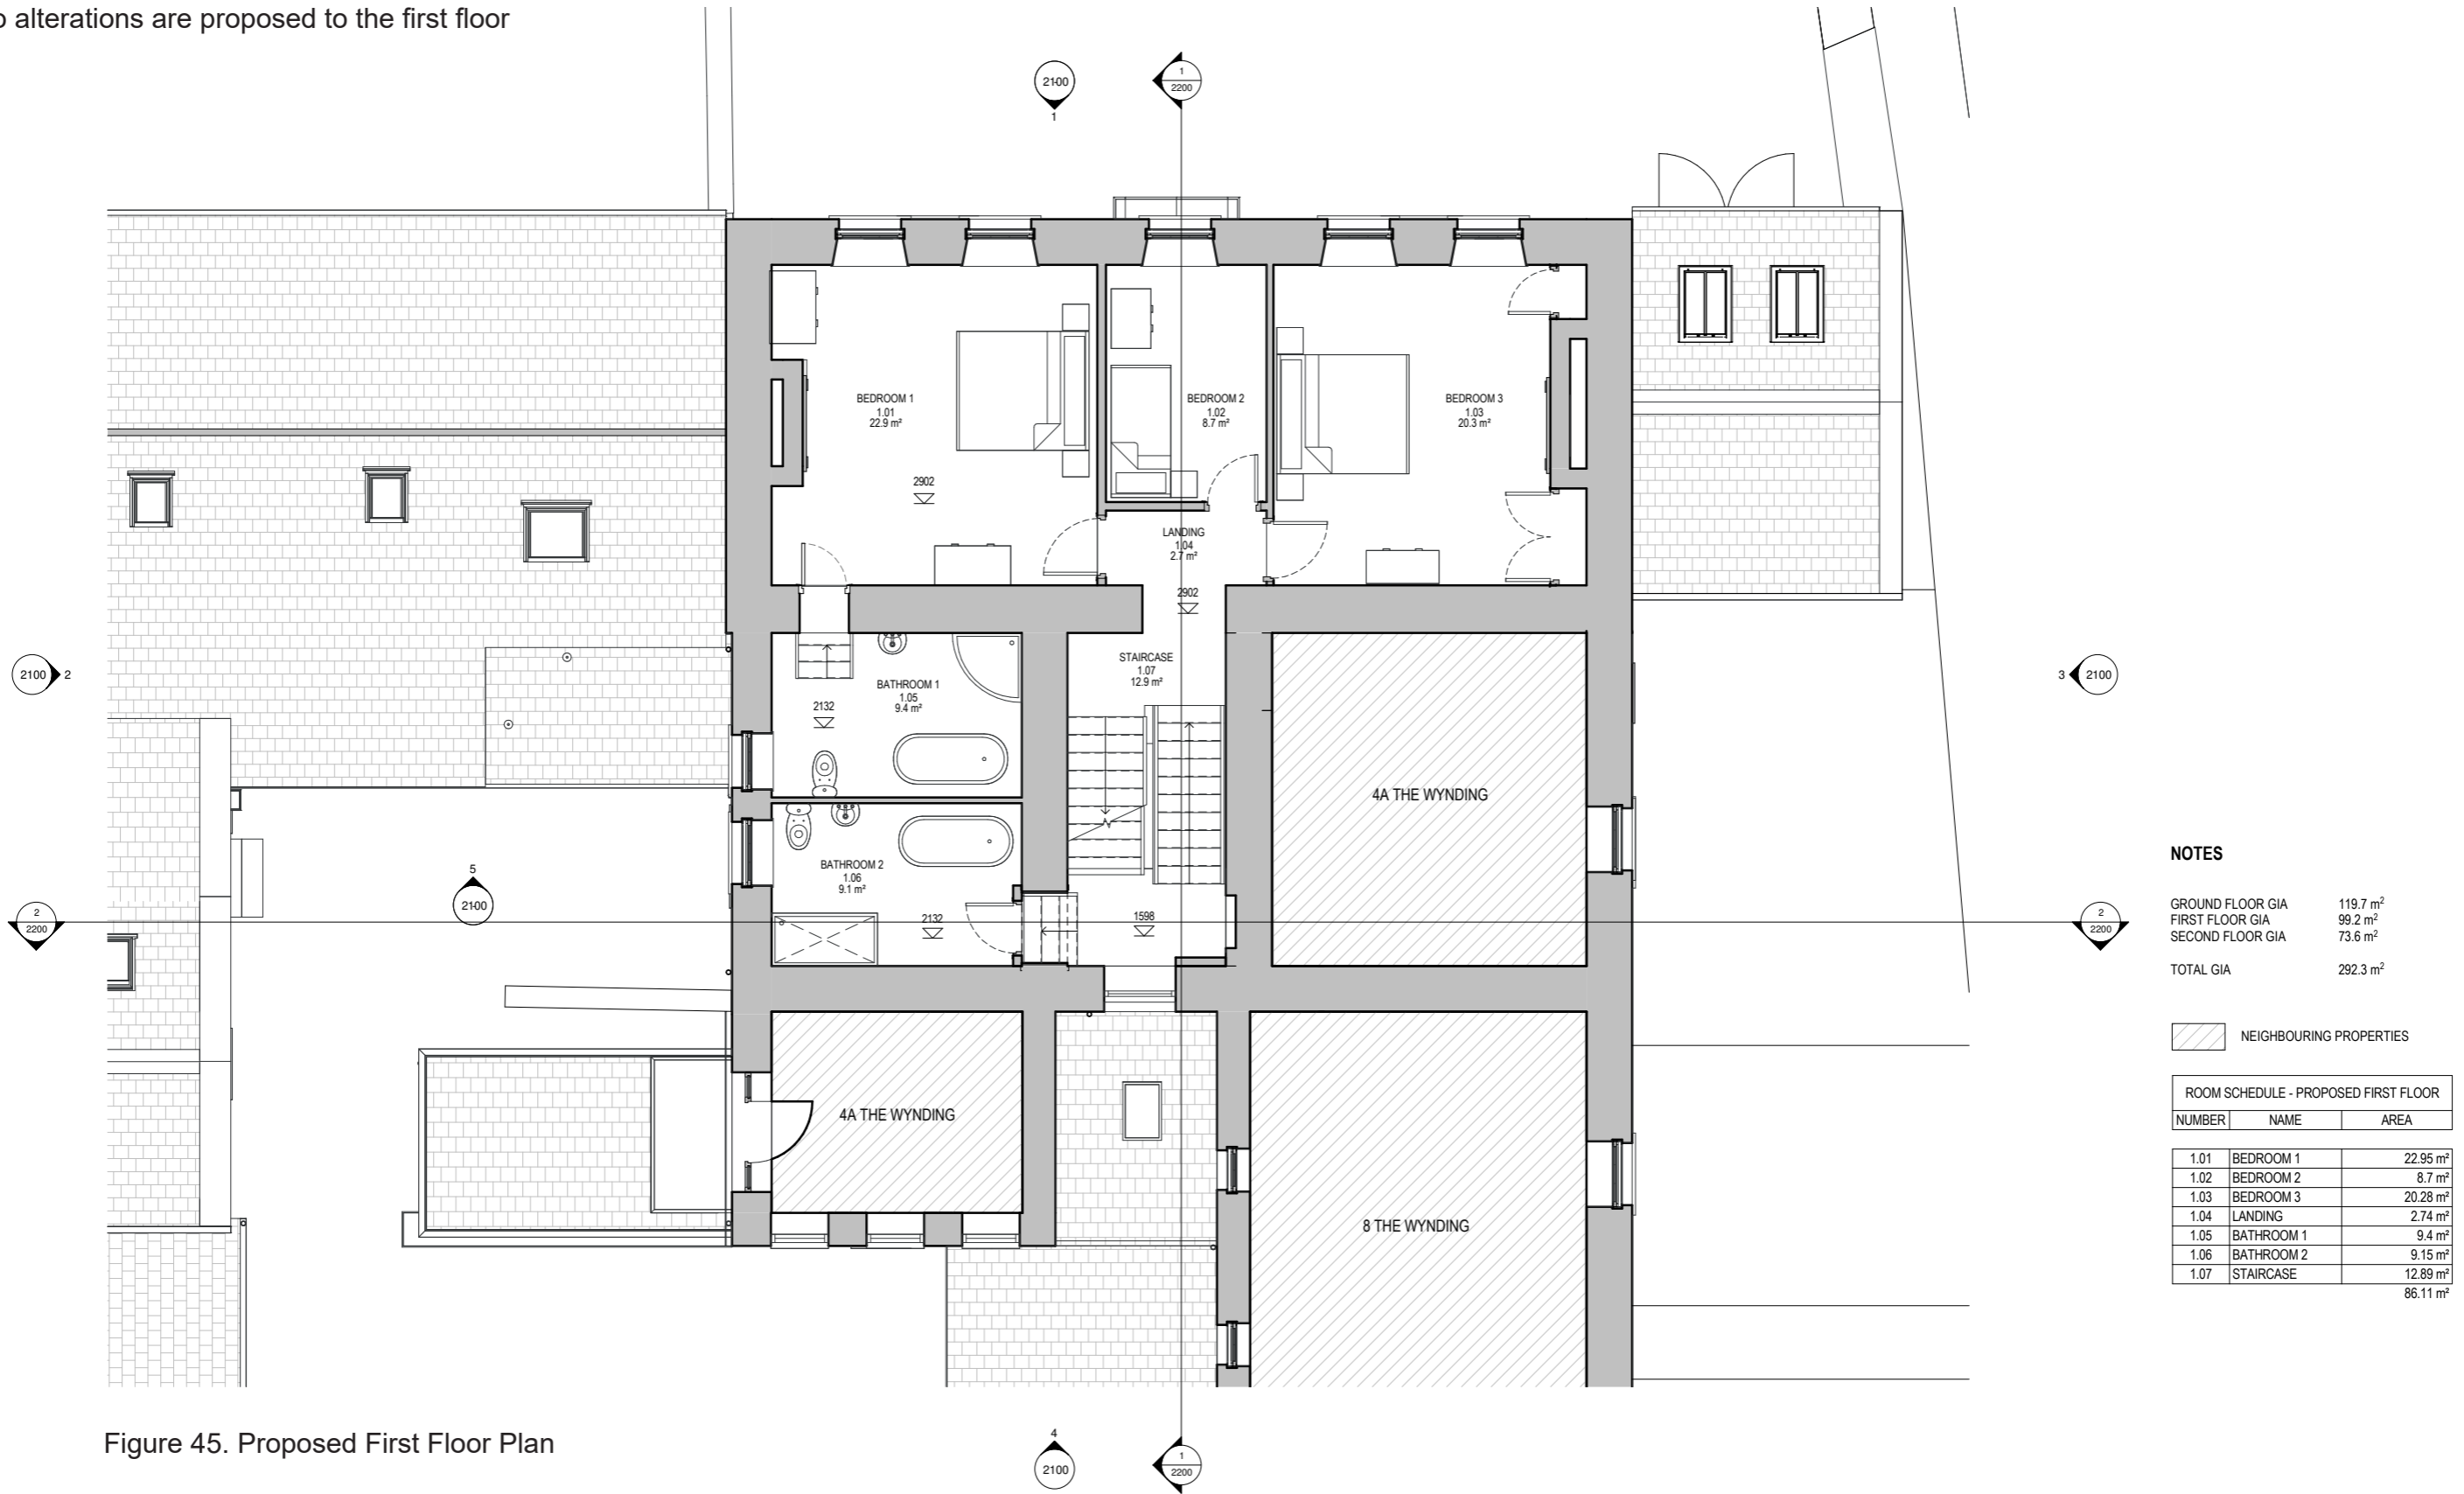 alterations are proposed to the first floor
2100
1
1
2200
BEDROOM 1
1.01
22.9 m²
BEDROOM 2
1.02
8.7 m²
BEDROOM 3
1.03
20.3 m²
2902
LANDING
1.04
2.7 m²
2902
STAIRCASE
1.07
12.9 m²
BATHROOM 1
1.05
9.4 m²
2132
2100
2
3
2100
4A THE WYNDING
BATHROOM 2
1.06
9.1 m²
2132
1598
5
2100
2
2200
2
2200
4A THE WYNDING
8 THE WYNDING
NOTES
GROUND FLOOR GIA 119.7 m²
FIRST FLOOR GIA 99.2 m²
SECOND FLOOR GIA 73.6 m²
TOTAL GIA 292.3 m²
NEIGHBOURING PROPERTIES
ROOM SCHEDULE - PROPOSED FIRST FLOOR
NUMBER NAME AREA
1.01 BEDROOM 1 22.95 m²
1.02 BEDROOM 2 8.7 m²
1.03 BEDROOM 3 20.28 m²
1.04 LANDING 2.74 m²
1.05 BATHROOM 1 9.4 m²
1.06 BATHROOM 2 9.15 m²
1.07 STAIRCASE 12.89 m²
86.11 m²
Figure 45. Proposed First Floor Plan
4
2100
1
2200